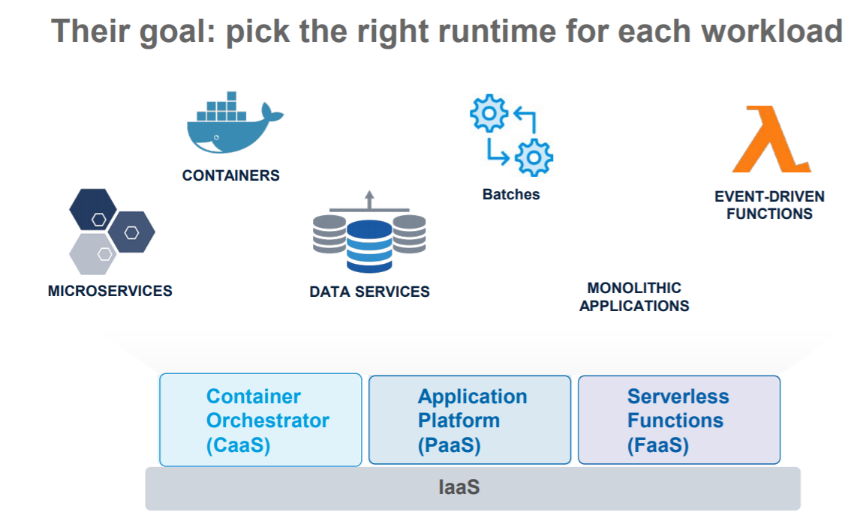 Their goal: pick the right runtime for each workload
CONTAINERS
Batches
EVENT-DRIVEN
FUNCTIONS
MICROSERVICES
DATA SERVICES
MONOLITHIC
APPLICATIONS
Container
Orchestrator
(CaaS)
Application
Platform
(PaaS)
Serverless
Functions
(FaaS)
IaaS